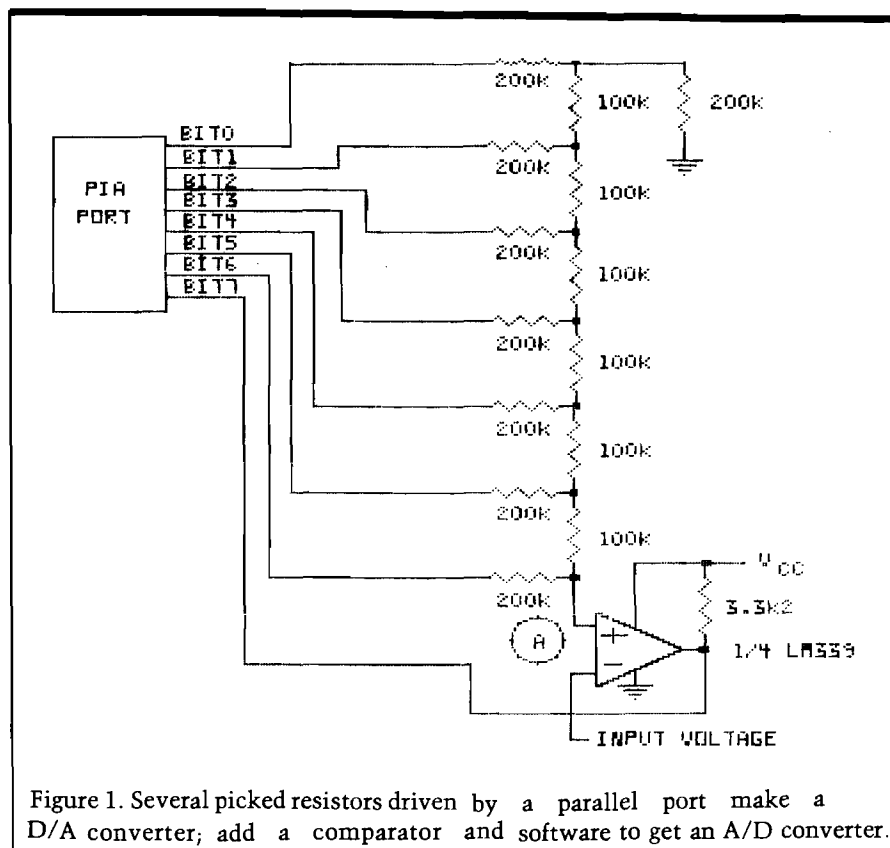 200k
100k
200k
BIT0
BIT1
200k
BIT2
PIA
PORT
BIT3
100k
BIT4
BIT5
200k
BIT6
BIT7
100k
200k
100k
200k
100k
200k
100k
VCC
200k
3.3k2
A
+
1/4 LM339
−
INPUT VOLTAGE
Figure 1. Several picked resistors driven by a parallel port make a
D/A converter; add a comparator and software to get an A/D converter.